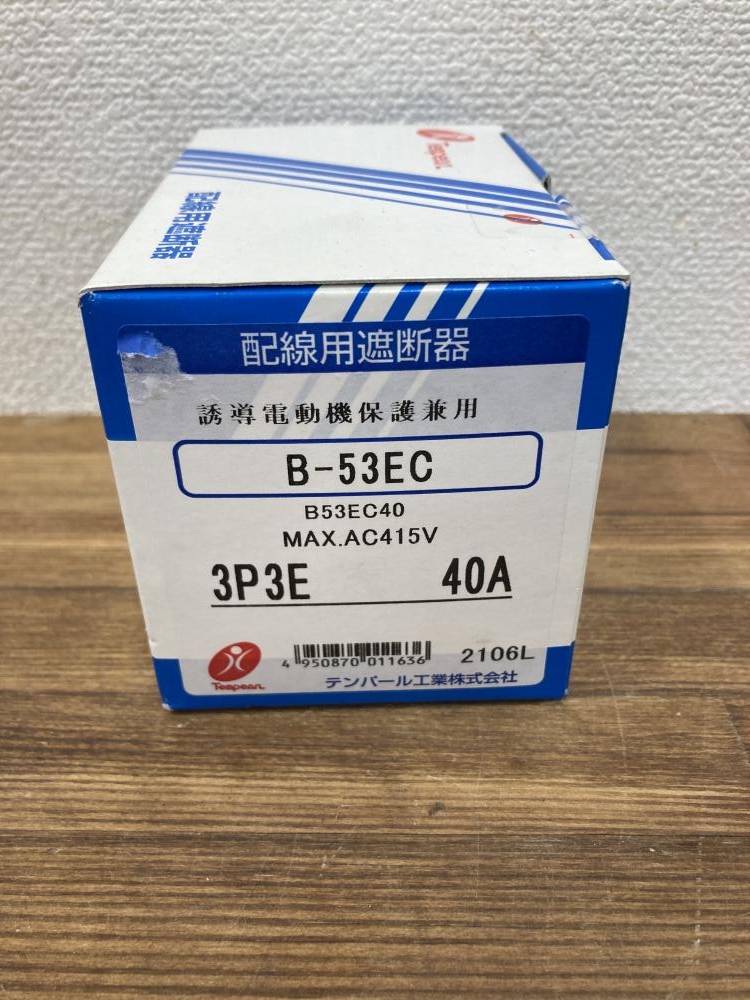 Tempearl
配線用遮断器
配線用遮断器
誘導電動機保護兼用
B-53EC
B53EC40
MAX.AC415V
3P3E 40A
4 950870 011636 2106L
Tempearl
テンパール工業株式会社